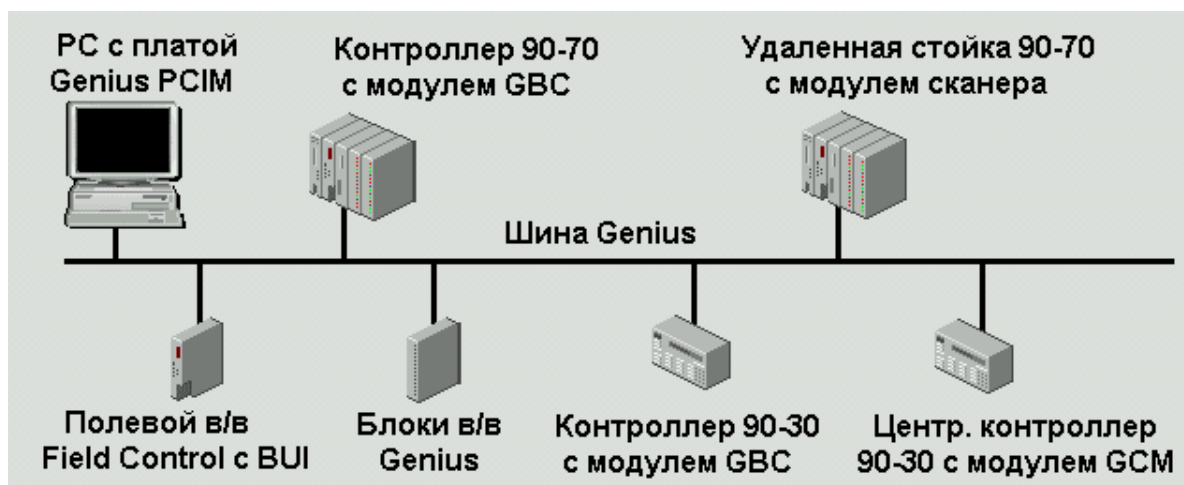 PC с платой
Genius PCIM
Контроллер 90-70
с модулем GBC
Удаленная стойка 90-70
с модулем сканера
Шина Genius
Полевой в/в
Field Control с BUI
Блоки в/в
Genius
Контроллер 90-30
с модулем GBC
Центр. контроллер
90-30 с модулем GCM